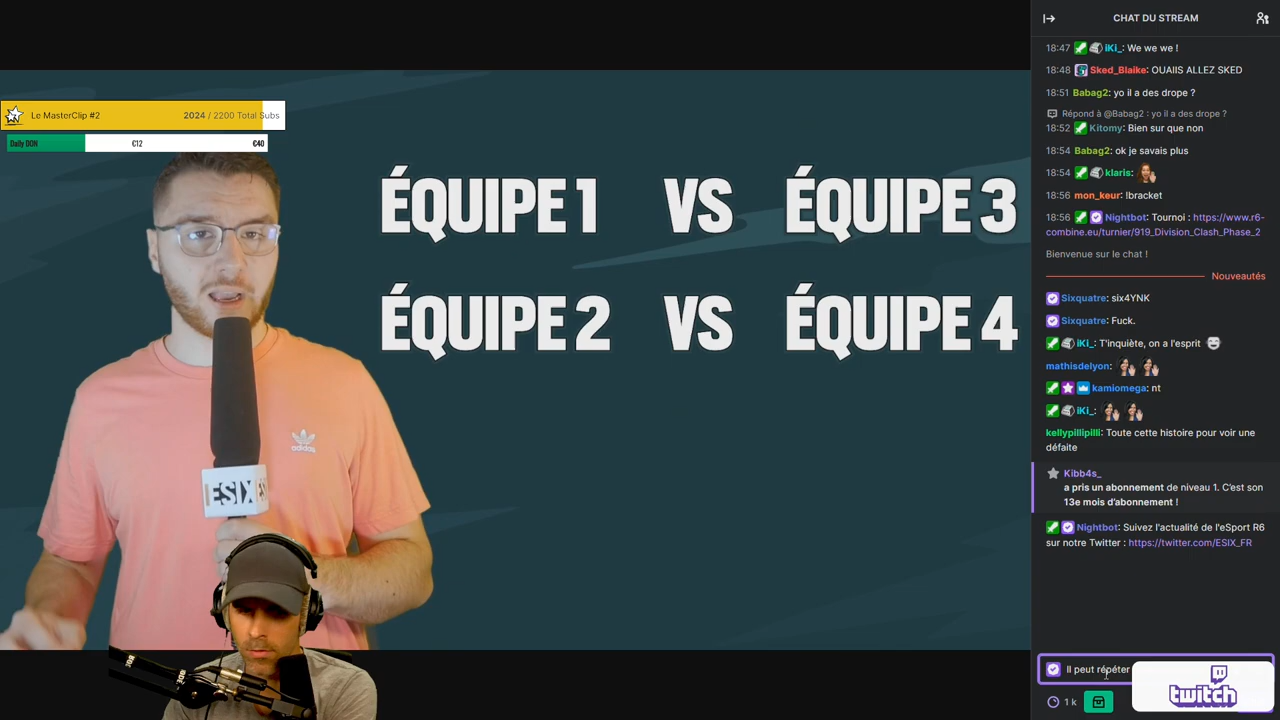 CHAT DU STREAM
18:47 iKi_: We we we !
18:48 Sked_Blaike: OUAIIS ALLEZ SKED
18:51 Babag2: yo il a des drope ?
Répond à @Babag2 : yo il a des drope ?
18:52 Kitomy: Bien sur que non
18:54 Babag2: ok je savais plus
18:54 klaris:
18:56 mon_keur: !bracket
18:56 Nightbot: Tournoi : https://www.r6-
combine.eu/turnier/919_Division_Clash_Phase_2
Bienvenue sur le chat !
Nouveautés
Sixquatre: six4YNK
Sixquatre: Fuck.
iKi_: T'inquiète, on a l'esprit
mathisdelyon:
kamiomega: nt
iKi_:
kellypillipilli: Toute cette histoire pour voir une
défaite
Kibb4s_
a pris un abonnement de niveau 1. C'est son
13e mois d'abonnement !
Nightbot: Suivez l'actualité de l'eSport R6
sur notre Twitter : https://twitter.com/ESIX_FR
Il peut répéter
1 k
twitch
Le MasterClip #2 2024 / 2200 Total Subs
Daily DON €12 €40
ÉQUIPE 1 VS ÉQUIPE 3
ÉQUIPE 2 VS ÉQUIPE 4
adidas
ESIX